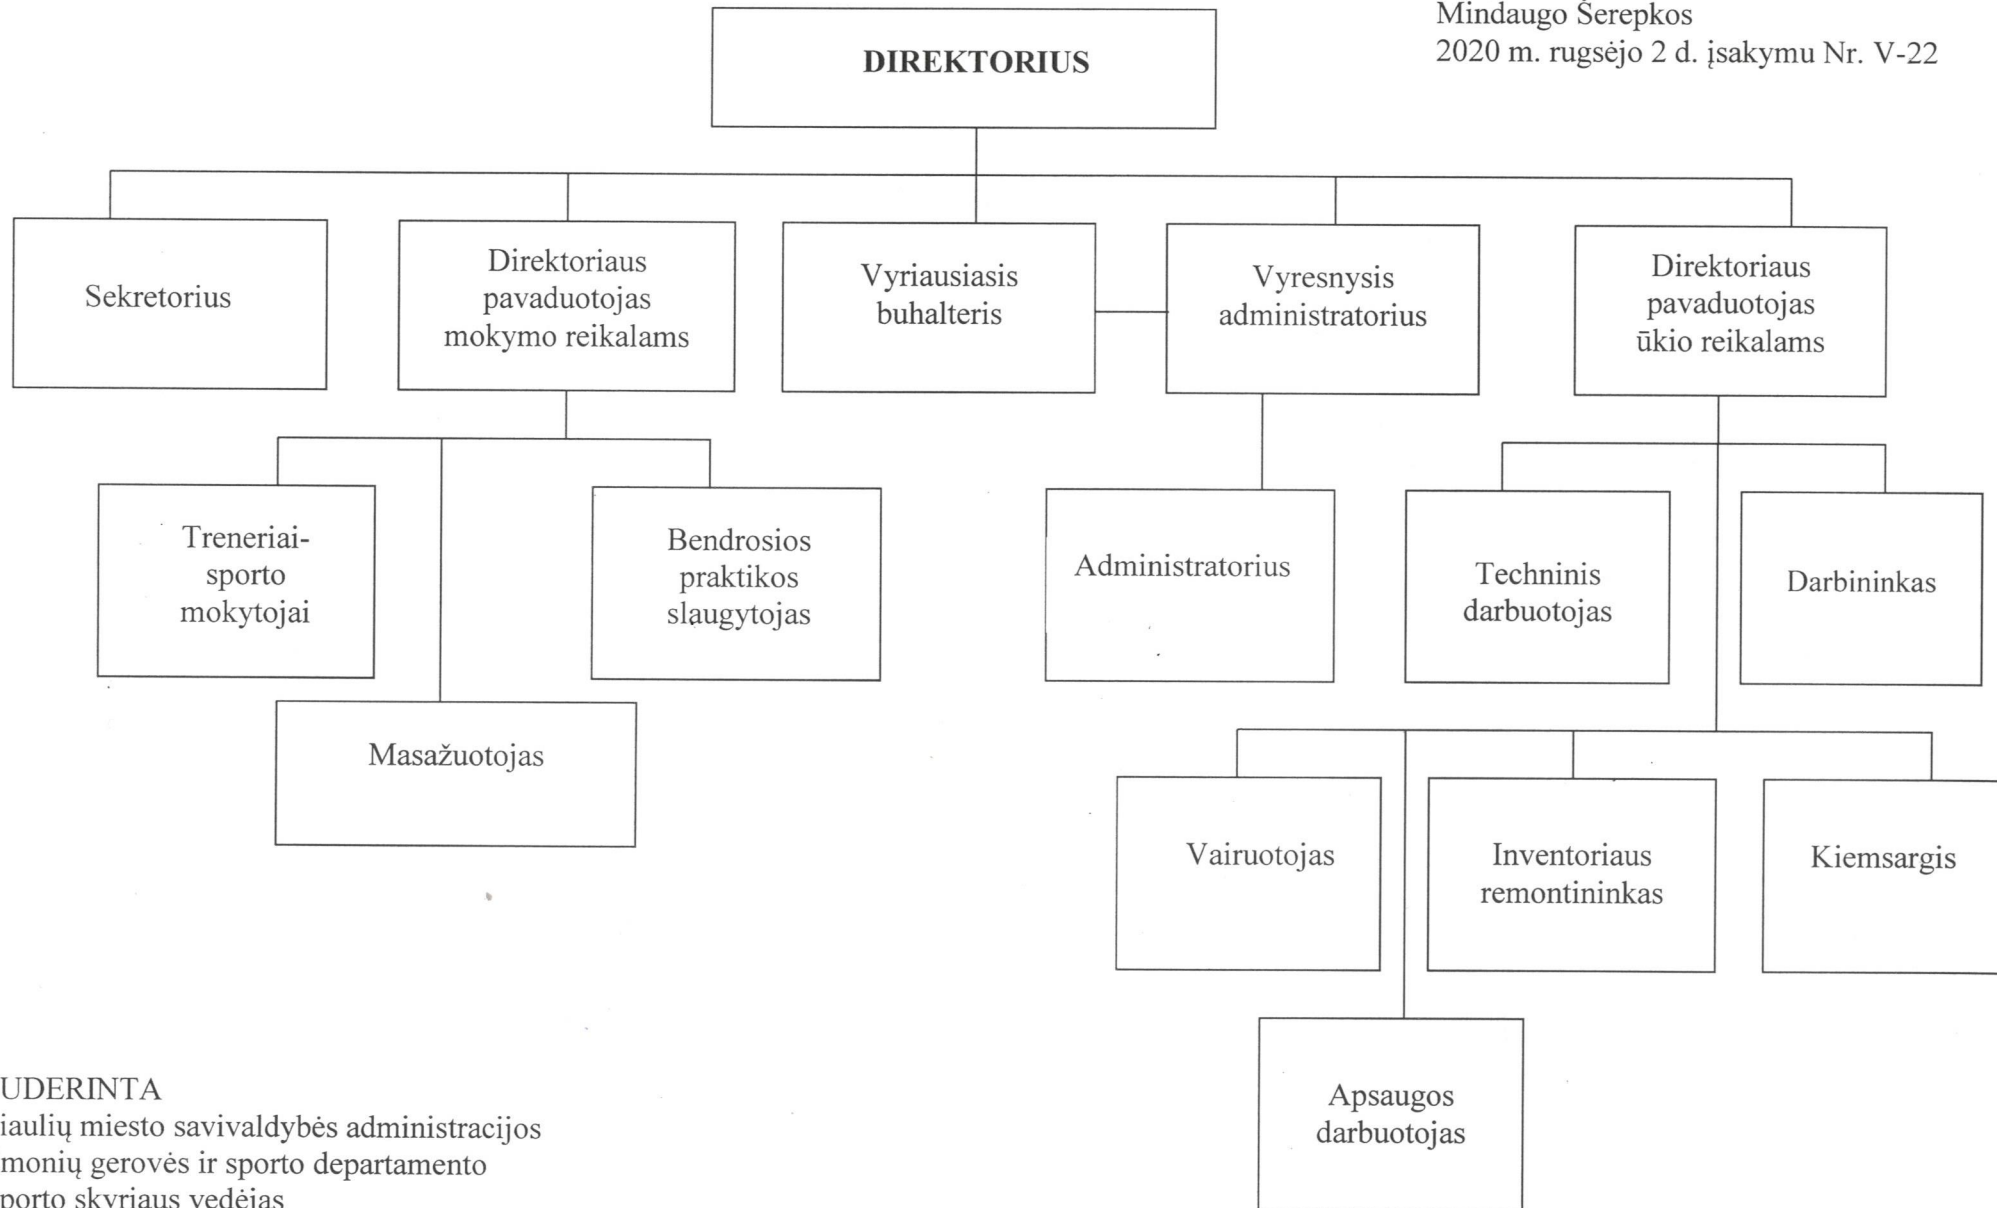 Mindaugo Šerepkos
2020 m. rugsėjo 2 d. įsakymu Nr. V-22
DIREKTORIUS
Sekretorius
Direktoriaus
pavaduotojas
mokymo reikalams
Vyriausiasis
buhalteris
Vyresnysis
administratorius
Direktoriaus
pavaduotojas
ūkio reikalams
Treneriai-
sporto
mokytojai
Bendrosios
praktikos
slaugytojas
Administratorius
Techninis
darbuotojas
Darbininkas
Masažuotojas
Vairuotojas
Inventoriaus
remontininkas
Kiemsargis
Apsaugos
darbuotojas
UDERINTA
iaulių miesto savivaldybės administracijos
monių gerovės ir sporto departamento
porto skyriaus vedėjas